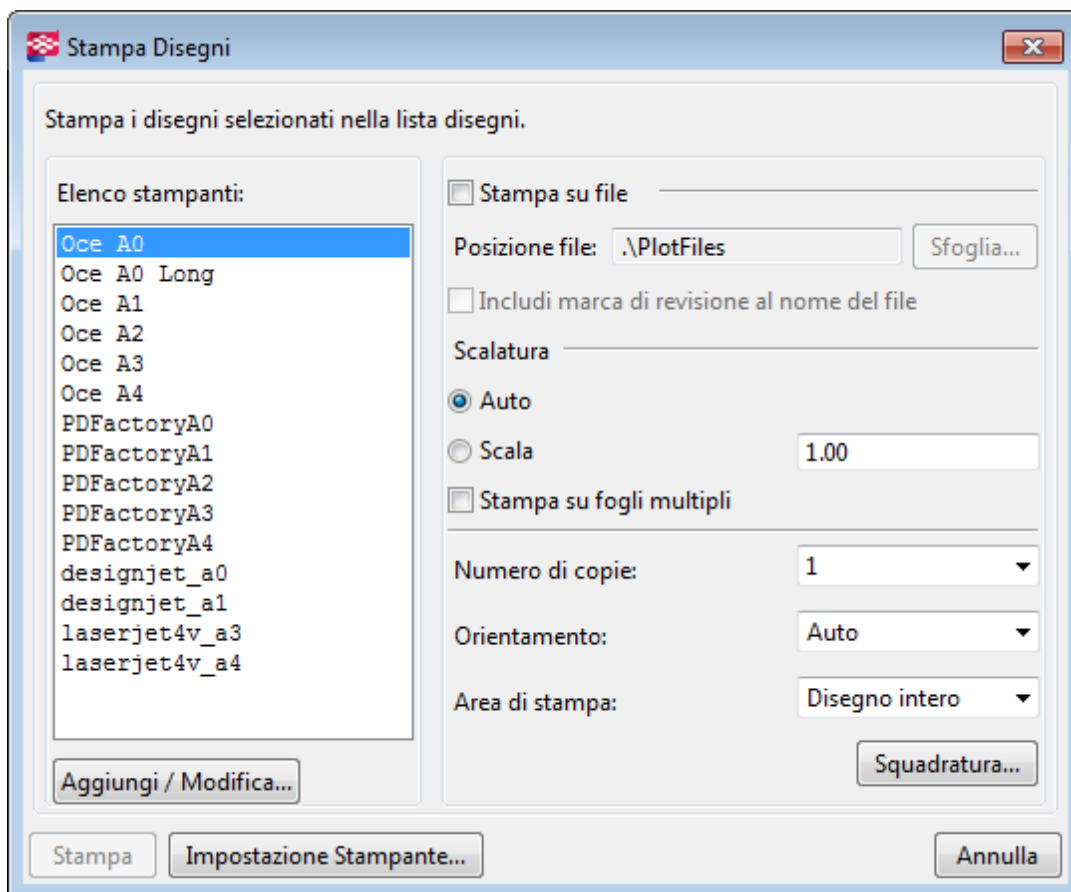 Stampa Disegni
Stampa i disegni selezionati nella lista disegni.
Elenco stampanti:
Oce A0
Oce A0 Long
Oce A1
Oce A2
Oce A3
Oce A4
PDFactoryA0
PDFactoryA1
PDFactoryA2
PDFactoryA3
PDFactoryA4
designjet_a0
designjet_a1
laserjet4v_a3
laserjet4v_a4
Aggiungi / Modifica...
Stampa su file
Posizione file: .\PlotFiles Sfoglia...
Includi marca di revisione al nome del file
Scalatura
Auto
Scala 1.00
Stampa su fogli multipli
Numero di copie: 1
Orientamento: Auto
Area di stampa: Disegno intero
Squadratura...
Stampa Impostazione Stampante... Annulla